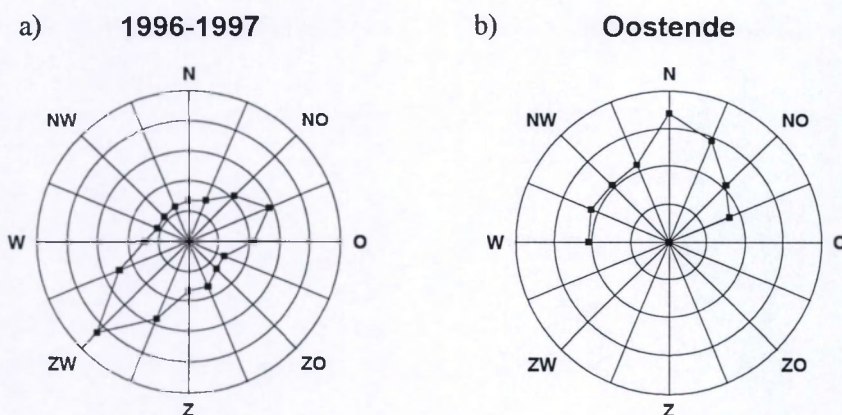 a) 1996-1997
N
NW NO
W O
ZW ZO
Z
b) Oostende
N
NW NO
W O
ZW ZO
Z